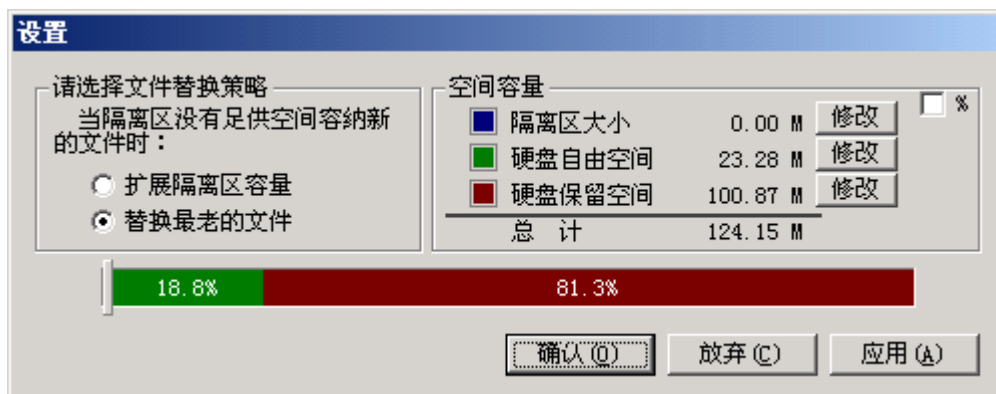 设置
请选择文件替换策略
当隔离区没有足供空间容纳新
的文件时：
扩展隔离区容量
替换最老的文件
空间容量
%
隔离区大小 0.00 M 修改
硬盘自由空间 23.28 M 修改
硬盘保留空间 100.87 M 修改
总 计 124.15 M
18.8% 81.3%
确认(O) 放弃(C) 应用(A)